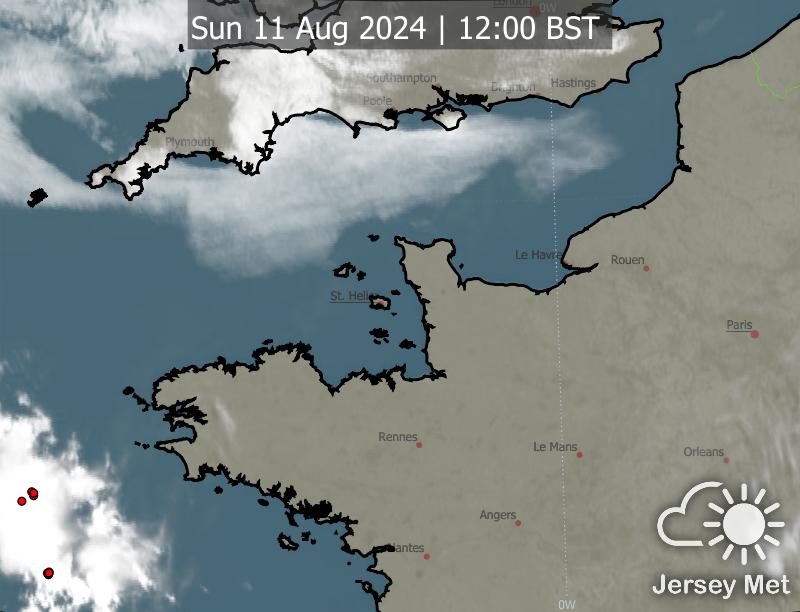 London
0W
Sun 11 Aug 2024 | 12:00 BST
Southampton
Brighton
Hastings
Poole
Plymouth
Le Havre
Rouen
St. Helier
Paris
Rennes
Le Mans
Orleans
Angers
Nantes
0W
Jersey Met